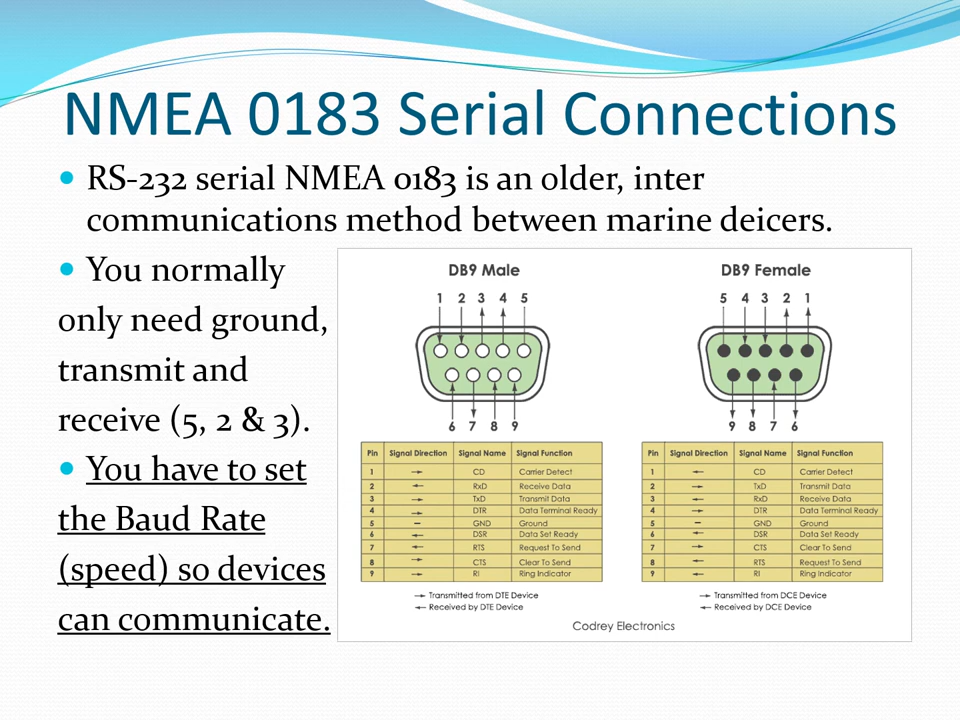 NMEA 0183 Serial Connections
RS-232 serial NMEA 0183 is an older, inter
communications method between marine deicers.
You normally
only need ground,
transmit and
receive (5, 2 & 3).
You have to set
the Baud Rate
(speed) so devices
can communicate.
DB9 Male
1 2 3 4 5
6 7 8 9
Pin Signal Direction Signal Name Signal Function
1 → CD Carrier Detect
2 ← RxD Receive Data
3 → TxD Transmit Data
4 → DTR Data Terminal Ready
5 – GND Ground
6 ← DSR Data Set Ready
7 ← RTS Request To Send
8 → CTS Clear To Send
9 → RI Ring Indicator
→ Transmitted from DTE Device
← Received by DTE Device
DB9 Female
5 4 3 2 1
9 8 7 6
Pin Signal Direction Signal Name Signal Function
1 ← CD Carrier Detect
2 → TxD Transmit Data
3 ← RxD Receive Data
4 → DTR Data Terminal Ready
5 – GND Ground
6 ← DSR Data Set Ready
7 → CTS Clear To Send
8 ← RTS Request To Send
9 ← RI Ring Indicator
→ Transmitted from DCE Device
← Received by DCE Device
Codrey Electronics